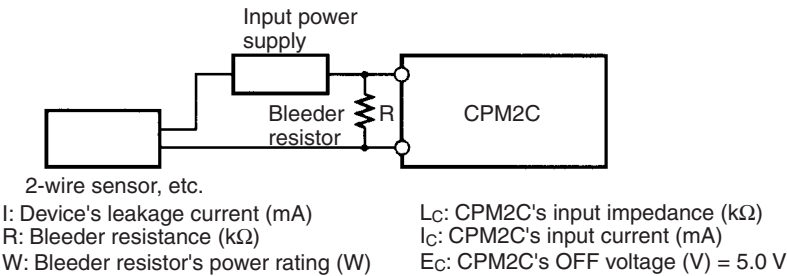 Input power
supply
Bleeder
resistor
R
CPM2C
2-wire sensor, etc.
I: Device's leakage current (mA)
R: Bleeder resistance (kΩ)
W: Bleeder resistor's power rating (W)
LC: CPM2C's input impedance (kΩ)
IC: CPM2C's input current (mA)
EC: CPM2C's OFF voltage (V) = 5.0 V